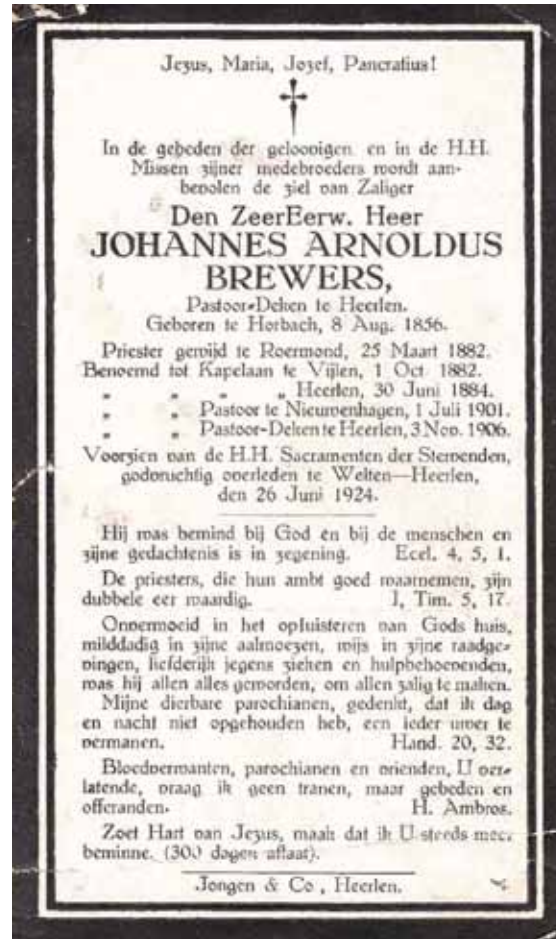 Jezus, Maria, Jozef, Pancratius!
In de gebeden der geloovigen en in de H.H.
Missen zijner medebroeders wordt aan-
bevolen de ziel van Zaliger
Den ZeerEerw. Heer
JOHANNES ARNOLDUS
BREWERS,
Pastoor-Deken te Heerlen.
Geboren te Horbach, 8 Aug. 1856.
Priester gewijd te Roermond, 25 Maart 1882.
Benoemd tot Kapelaan te Vijlen, 1 Oct 1882.
„ „ „ „ Heerlen, 30 Juni 1884.
„ „ Pastoor te Nieuwenhagen, 1 Juli 1901.
„ „ Pastoor-Deken te Heerlen, 3 Nov. 1906.
Voorzien van de H.H. Sacramenten der Stervenden,
godvruchtig overleden te Welten—Heerlen,
den 26 Juni 1924.
Hij was bemind bij God en bij de menschen en
zijne gedachtenis is in zegening. Ecel. 4, 5, 1.
De priesters, die hun ambt goed waarnemen, zijn
dubbele eer waardig. I, Tim. 5, 17.
Onvermoeid in het opluisteren van Gods huis,
milddadig in zijne aalmoezen, wijs in zijne raadge-
vingen, liefderijk jegens zieken en hulpbehoevenden,
was hij allen alles geworden, om allen zalig te maken.
Mijne dierbare parochianen, gedenkt, dat ik dag
en nacht niet opgehouden heb, een ieder uwer te
vermanen. Hand. 20, 32.
Bloedverwanten, parochianen en vrienden, U ver-
latende, vraag ik geen tranen, maar gebeden en
offeranden. H. Ambros.
Zoet Hart van Jezus, maak dat ik U steeds meer
beminne. (300 dagen aflaat).
Jongen & Co, Heerlen.